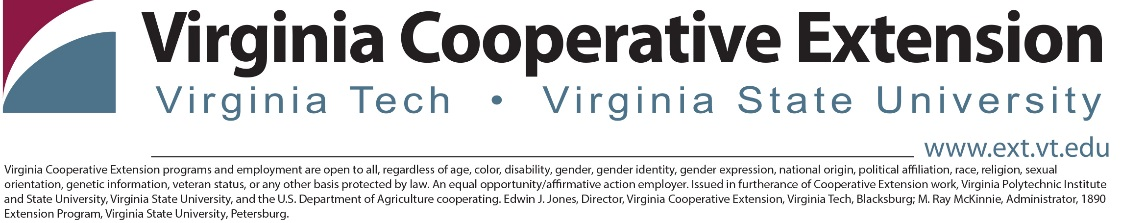 Virginia Cooperative Extension
Virginia Tech • Virginia State University
www.ext.vt.edu
Virginia Cooperative Extension programs and employment are open to all, regardless of age, color, disability, gender, gender identity, gender expression, national origin, political affiliation, race, religion, sexual
orientation, genetic information, veteran status, or any other basis protected by law. An equal opportunity/affirmative action employer. Issued in furtherance of Cooperative Extension work, Virginia Polytechnic Institute
and State University, Virginia State University, and the U.S. Department of Agriculture cooperating. Edwin J. Jones, Director, Virginia Cooperative Extension, Virginia Tech, Blacksburg; M. Ray McKinnie, Administrator, 1890
Extension Program, Virginia State University, Petersburg.